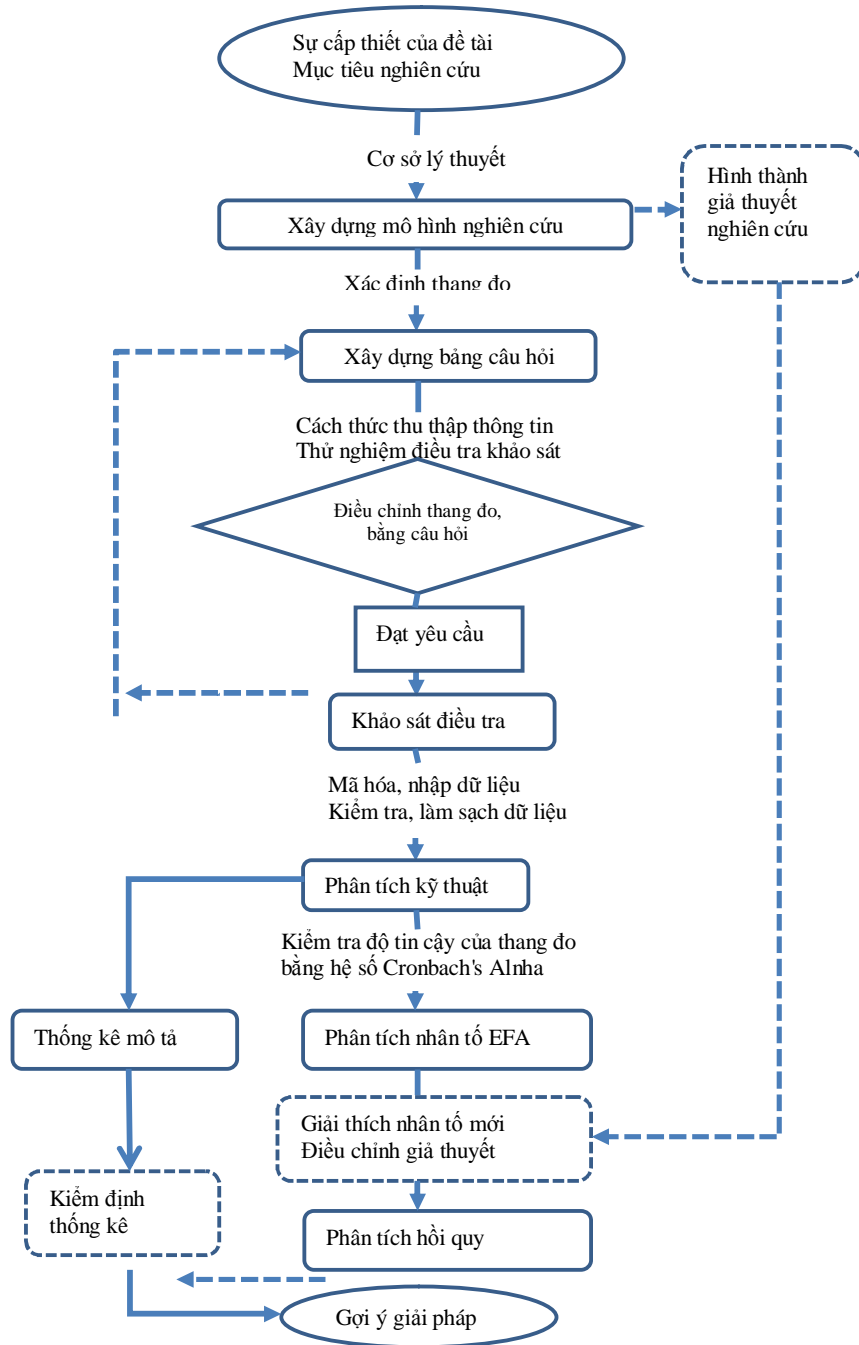 Sự cấp thiết của đề tài
Mục tiêu nghiên cứu
Cơ sở lý thuyết
Hình thành
giả thuyết
nghiên cứu
Xây dựng mô hình nghiên cứu
Xác định thang đo
Xây dựng bảng câu hỏi
Cách thức thu thập thông tin
Thử nghiệm điều tra khảo sát
Điều chỉnh thang đo,
bằng câu hỏi
Đạt yêu cầu
Khảo sát điều tra
Mã hóa, nhập dữ liệu
Kiểm tra, làm sạch dữ liệu
Phân tích kỹ thuật
Kiểm tra độ tin cậy của thang đo
bằng hệ số Cronbach's Alnha
Thống kê mô tả
Phân tích nhân tố EFA
Giải thích nhân tố mới
Điều chỉnh giả thuyết
Kiểm định
thống kê
Phân tích hồi quy
Gợi ý giải pháp